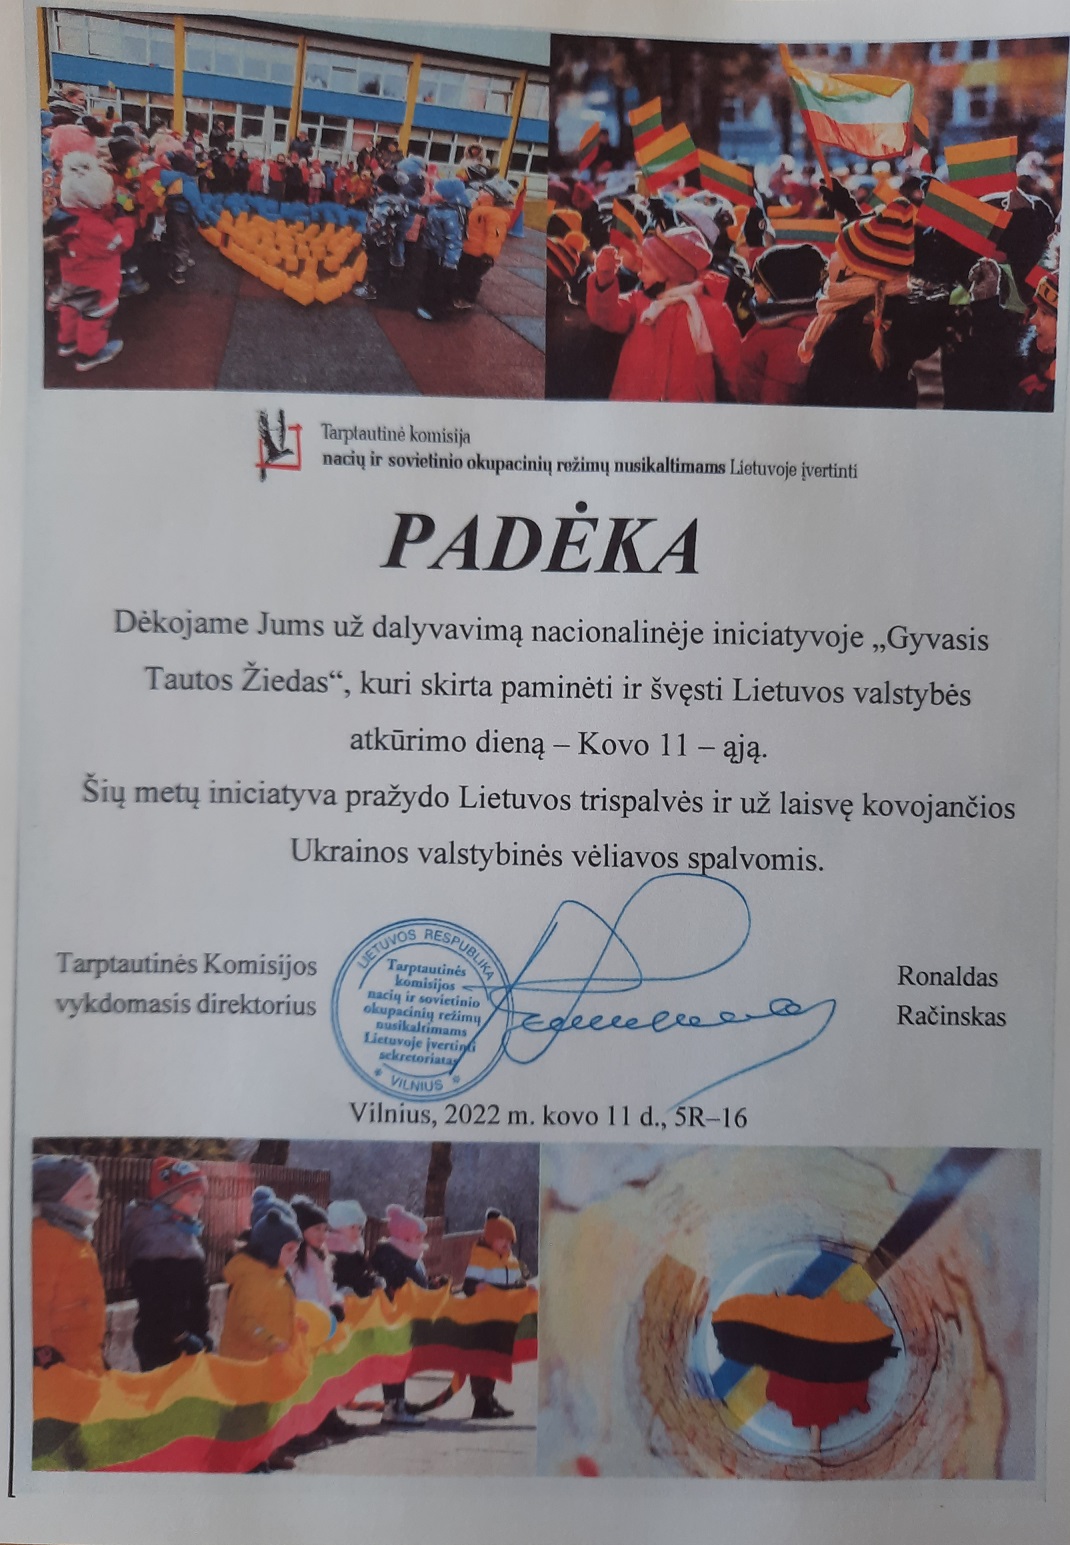 Tarptautinė komisija
nacių ir sovietinio okupacinių režimų nusikaltimams Lietuvoje įvertinti
PADĖKA
Dėkojame Jums už dalyvavimą nacionalinėje iniciatyvoje „Gyvasis
Tautos Žiedas“, kuri skirta paminėti ir švęsti Lietuvos valstybės
atkūrimo dieną – Kovo 11 – ąją.
Šių metų iniciatyva pražydo Lietuvos trispalvės ir už laisvę kovojančios
Ukrainos valstybinės vėliavos spalvomis.
Tarptautinės Komisijos
vykdomasis direktorius
LIETUVOS RESPUBLIKA
Tarptautinės
komisijos
nacių ir sovietinio
okupacinių režimų
nusikaltimams
Lietuvoje įvertinti
sekretoriatas
* VILNIUS *
Ronaldas
Račinskas
Vilnius, 2022 m. kovo 11 d., 5R–16